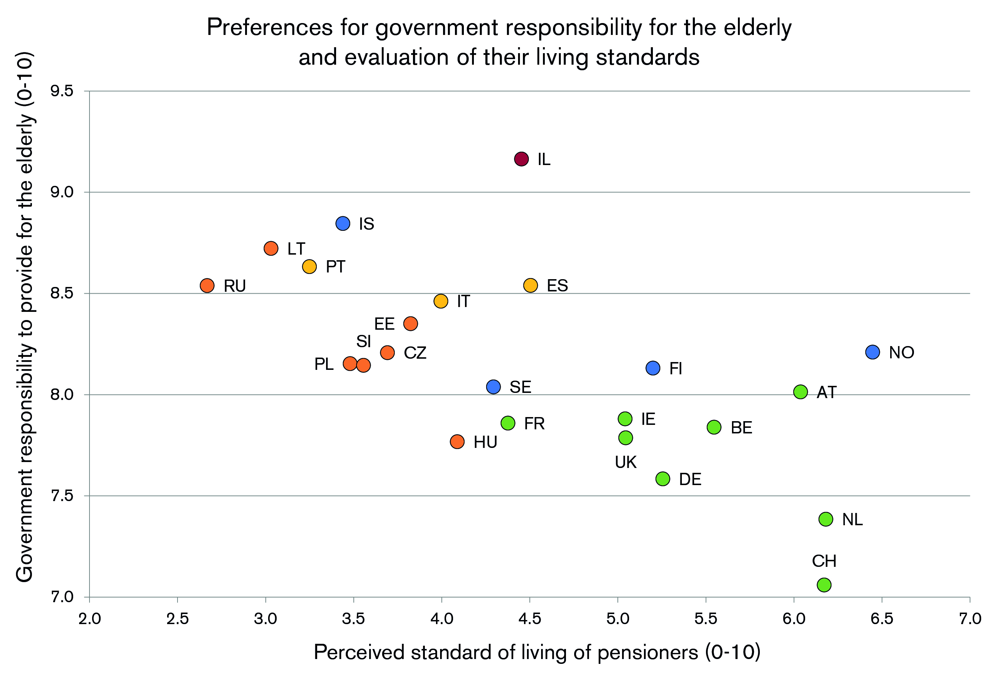 Preferences for government responsibility for the elderly
and evaluation of their living standards
Government responsibility to provide for the elderly (0-10)
9.5
9.0
8.5
8.0
7.5
7.0
IL
IS
LT
PT
RU
ES
IT
EE
SI
CZ
PL
NO
FI
SE
AT
IE
FR
BE
HU
UK
DE
NL
CH
2.0 2.5 3.0 3.5 4.0 4.5 5.0 5.5 6.0 6.5 7.0
Perceived standard of living of pensioners (0-10)